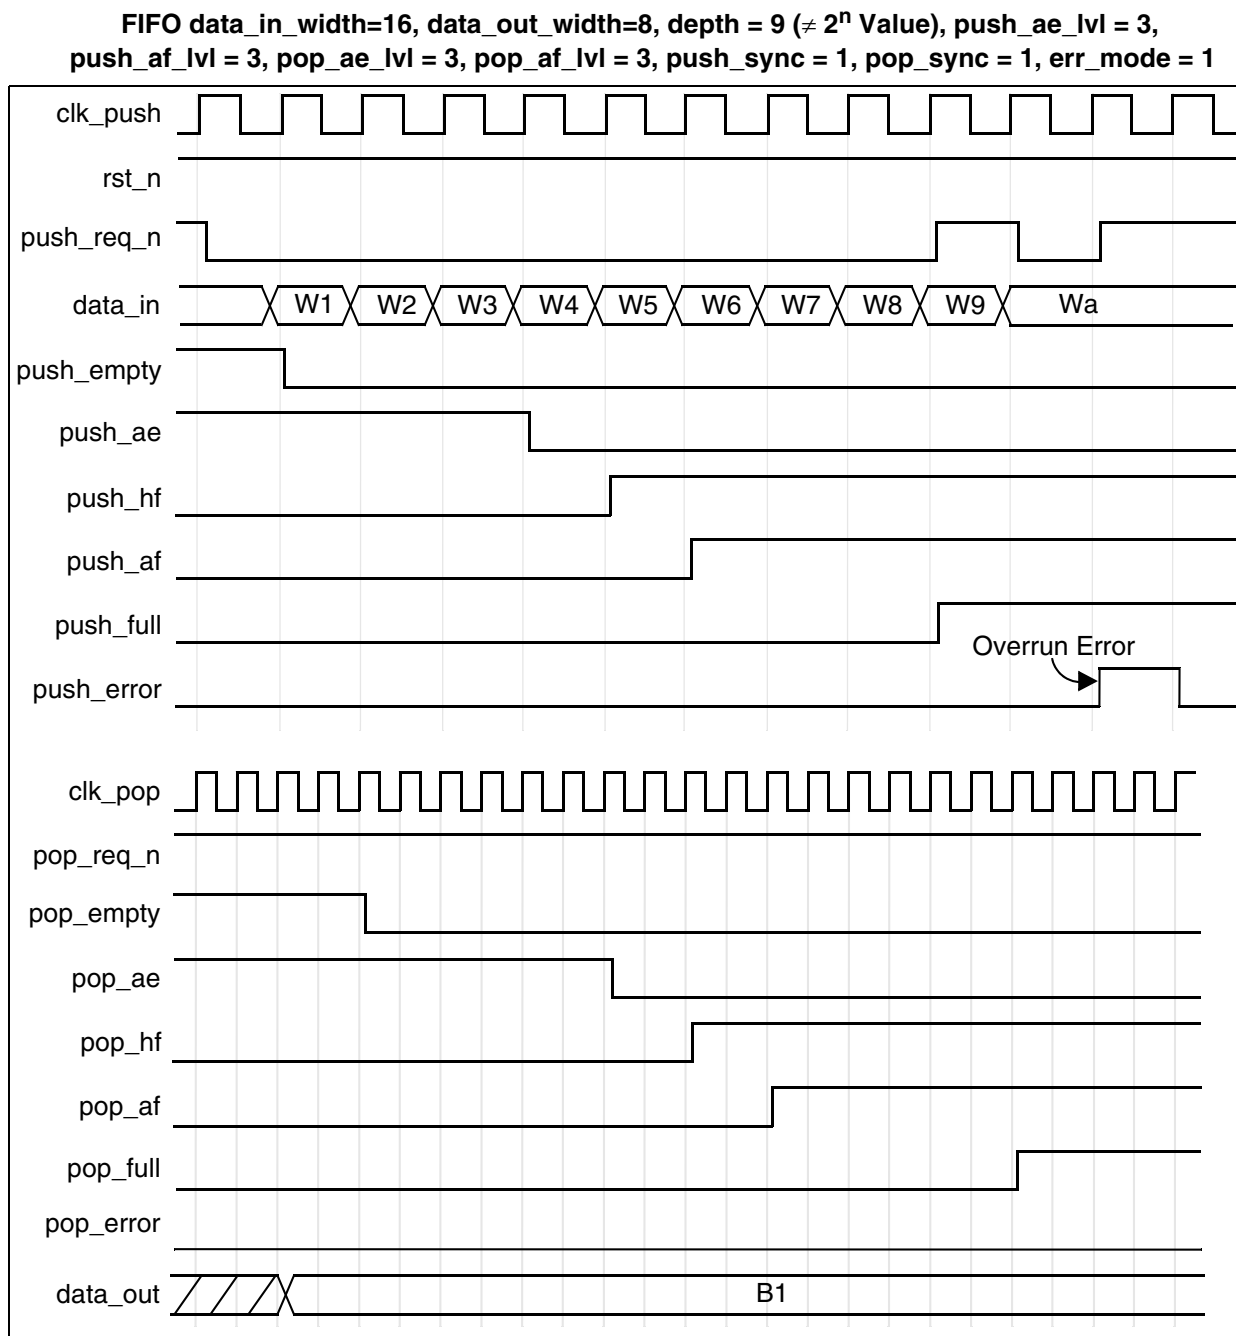 FIFO data_in_width=16, data_out_width=8, depth = 9 (≠ 2ⁿ Value), push_ae_lvl = 3,
push_af_lvl = 3, pop_ae_lvl = 3, pop_af_lvl = 3, push_sync = 1, pop_sync = 1, err_mode = 1
clk_push
rst_n
push_req_n
data_in W1 W2 W3 W4 W5 W6 W7 W8 W9 Wa
push_empty
push_ae
push_hf
push_af
push_full
Overrun Error
push_error
clk_pop
pop_req_n
pop_empty
pop_ae
pop_hf
pop_af
pop_full
pop_error
data_out B1